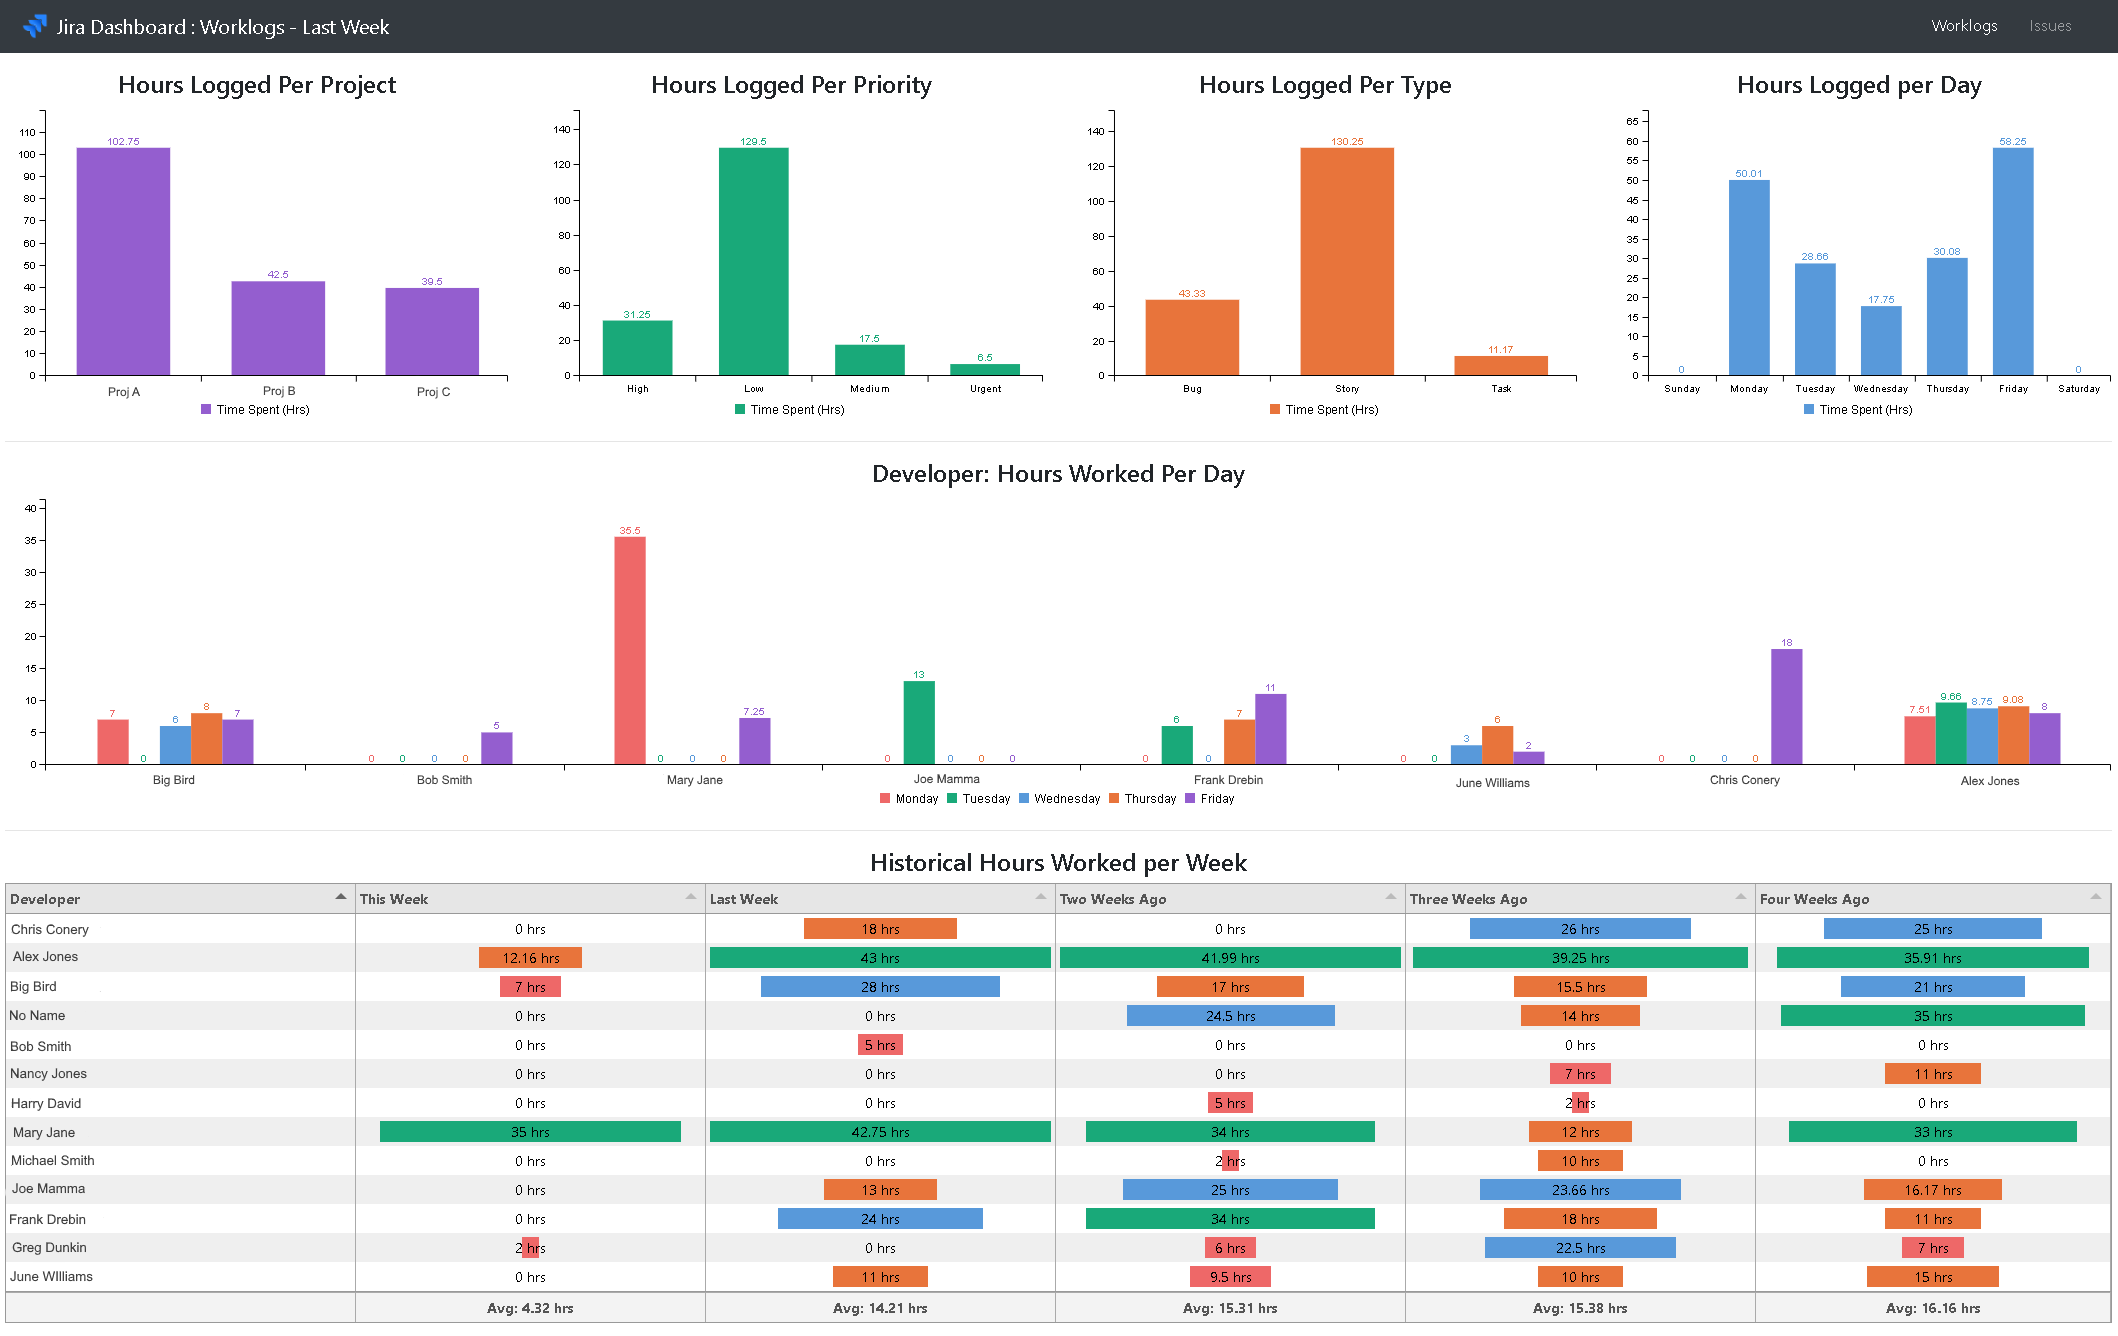 Jira Dashboard : Worklogs - Last Week
Worklogs Issues
Hours Logged Per Project
110
100
90
80
70
60
50
40
30
20
10
0
102.75
42.5
39.5
Proj A Proj B Proj C
Time Spent (Hrs)
Hours Logged Per Priority
140
120
100
80
60
40
20
0
31.25
129.5
17.5
6.5
High Low Medium Urgent
Time Spent (Hrs)
Hours Logged Per Type
140
120
100
80
60
40
20
0
43.33
130.25
11.17
Bug Story Task
Time Spent (Hrs)
Hours Logged per Day
65
60
55
50
45
40
35
30
25
20
15
10
5
0
0
50.01
28.66
17.75
30.08
58.25
0
Sunday Monday Tuesday Wednesday Thursday Friday Saturday
Time Spent (Hrs)
Developer: Hours Worked Per Day
40
35
30
25
20
15
10
5
0
7 0 6 8 7
0 0 0 0 5
35.5 0 0 0 7.25
0 13 0 0 0
0 6 0 7 11
0 0 3 6 2
0 0 0 0 18
7.51 9.66 8.75 9.08 8
Big Bird Bob Smith Mary Jane Joe Mamma Frank Drebin June Williams Chris Conery Alex Jones
Monday Tuesday Wednesday Thursday Friday
Historical Hours Worked per Week
Developer This Week Last Week Two Weeks Ago Three Weeks Ago Four Weeks Ago
Chris Conery 0 hrs 18 hrs 0 hrs 26 hrs 25 hrs
Alex Jones 12.16 hrs 43 hrs 41.99 hrs 39.25 hrs 35.91 hrs
Big Bird 7 hrs 28 hrs 17 hrs 15.5 hrs 21 hrs
No Name 0 hrs 0 hrs 24.5 hrs 14 hrs 35 hrs
Bob Smith 0 hrs 5 hrs 0 hrs 0 hrs 0 hrs
Nancy Jones 0 hrs 0 hrs 0 hrs 7 hrs 11 hrs
Harry David 0 hrs 0 hrs 5 hrs 2 hrs 0 hrs
Mary Jane 35 hrs 42.75 hrs 34 hrs 12 hrs 33 hrs
Michael Smith 0 hrs 0 hrs 2 hrs 10 hrs 0 hrs
Joe Mamma 0 hrs 13 hrs 25 hrs 23.66 hrs 16.17 hrs
Frank Drebin 0 hrs 24 hrs 34 hrs 18 hrs 11 hrs
Greg Dunkin 2 hrs 0 hrs 6 hrs 22.5 hrs 7 hrs
June WIlliams 0 hrs 11 hrs 9.5 hrs 10 hrs 15 hrs
Avg: 4.32 hrs Avg: 14.21 hrs Avg: 15.31 hrs Avg: 15.38 hrs Avg: 16.16 hrs